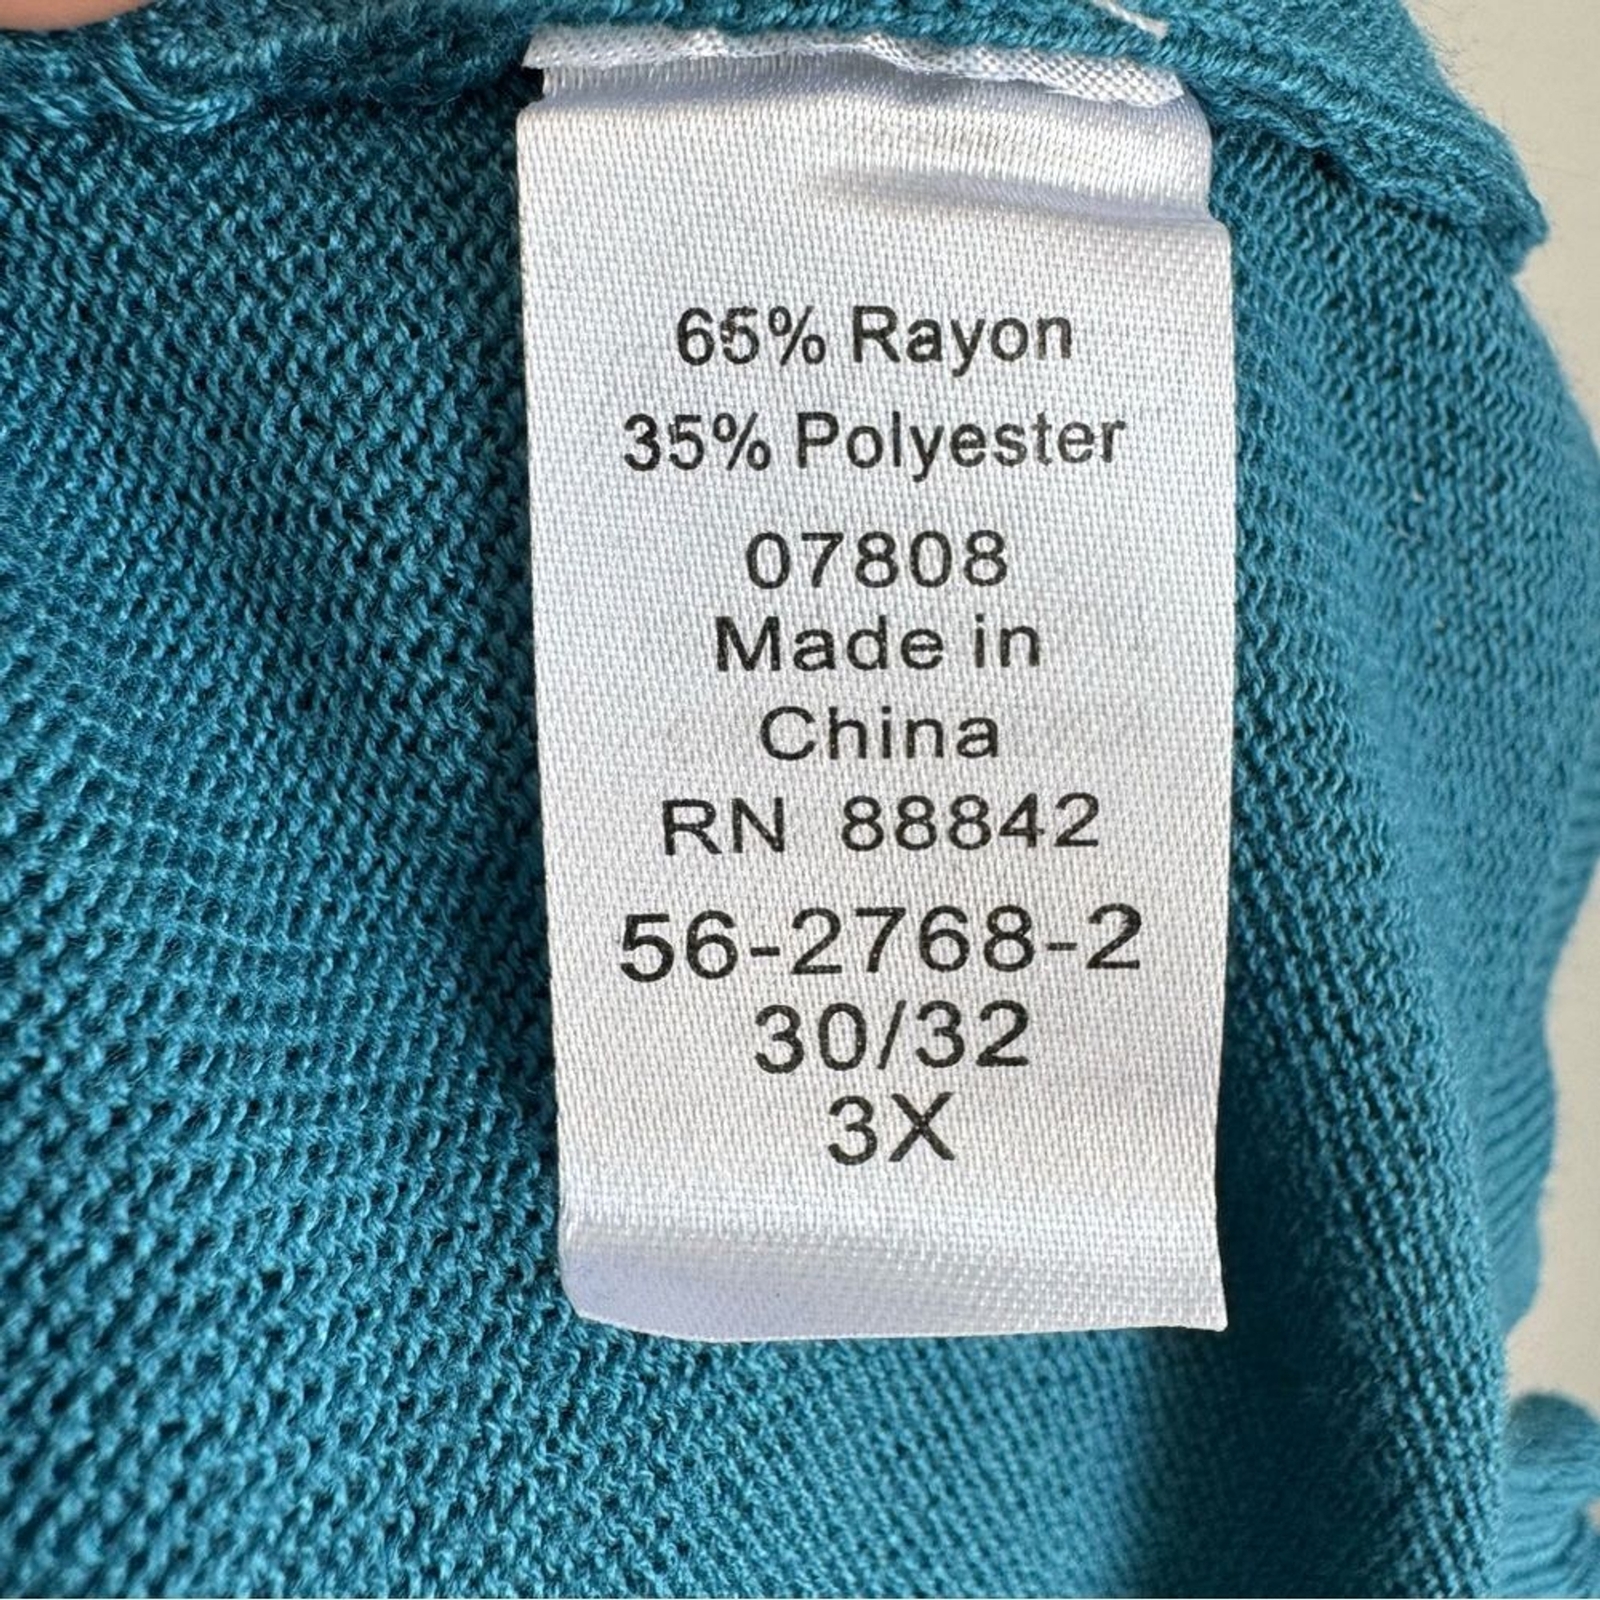 65% Rayon
35% Polyester
07808
Made in
China
RN 88842
56-2768-2
30/32
3X